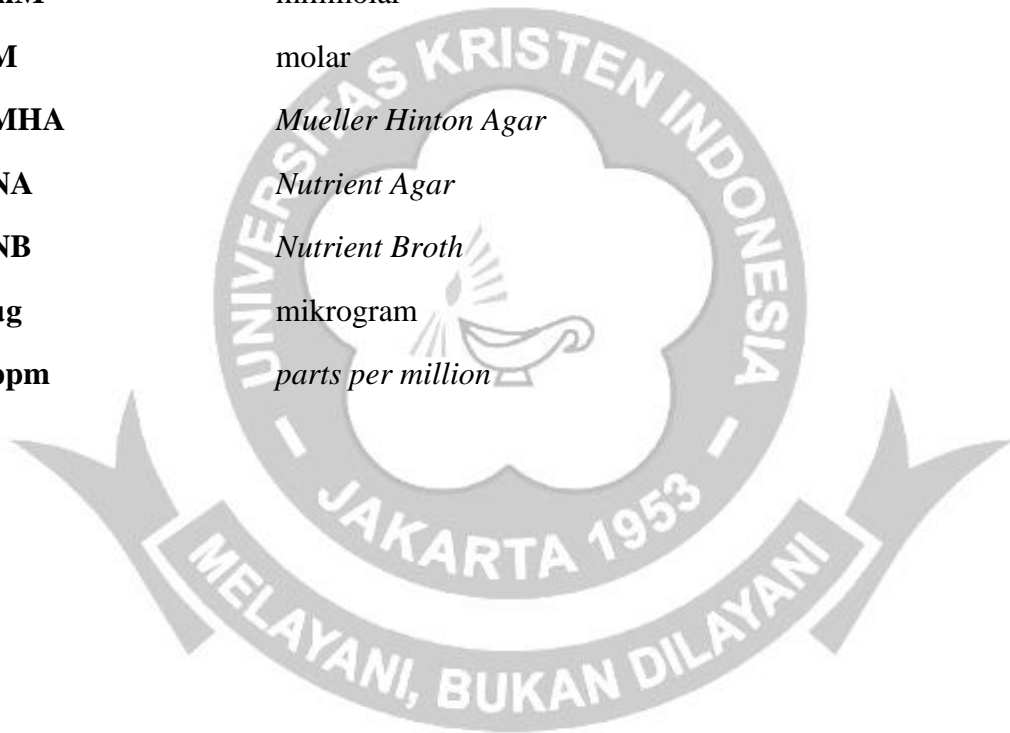 mM
M molar
MHA Mueller Hinton Agar
NA Nutrient Agar
NB Nutrient Broth
µg mikrogram
ppm parts per million
UNIVERSITAS KRISTEN INDONESIA
- JAKARTA 1953 -
MELAYANI, BUKAN DILAYANI